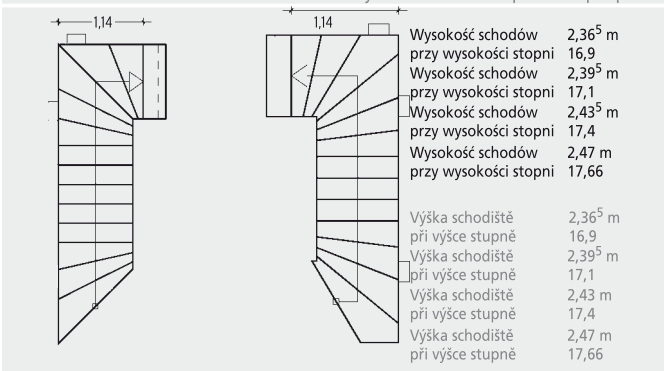 1,14
1,14
Wysokość schodów 2,36⁵ m
przy wysokości stopni 16,9
Wysokość schodów 2,39⁵ m
przy wysokości stopni 17,1
Wysokość schodów 2,43⁵ m
przy wysokości stopni 17,4
Wysokość schodów 2,47 m
przy wysokości stopni 17,66
Výška schodiště 2,36⁵ m
při výšce stupně 16,9
Výška schodiště 2,39⁵ m
při výšce stupně 17,1
Výška schodiště 2,43 m
při výšce stupně 17,4
Výška schodiště 2,47 m
při výšce stupně 17,66